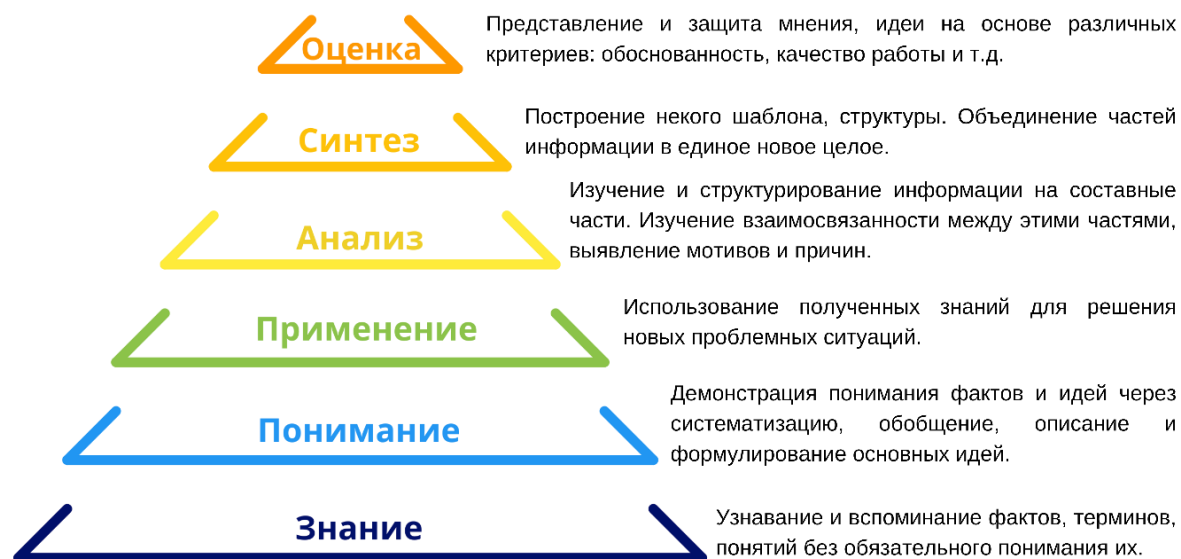 Оценка
Представление и защита мнения, идеи на основе различных
критериев: обоснованность, качество работы и т.д.
Синтез
Построение некого шаблона, структуры. Объединение частей
информации в единое новое целое.
Анализ
Изучение и структурирование информации на составные
части. Изучение взаимосвязанности между этими частями,
выявление мотивов и причин.
Применение
Использование полученных знаний для решения
новых проблемных ситуаций.
Понимание
Демонстрация понимания фактов и идей через
систематизацию, обобщение, описание и
формулирование основных идей.
Знание
Узнавание и вспоминание фактов, терминов,
понятий без обязательного понимания их.